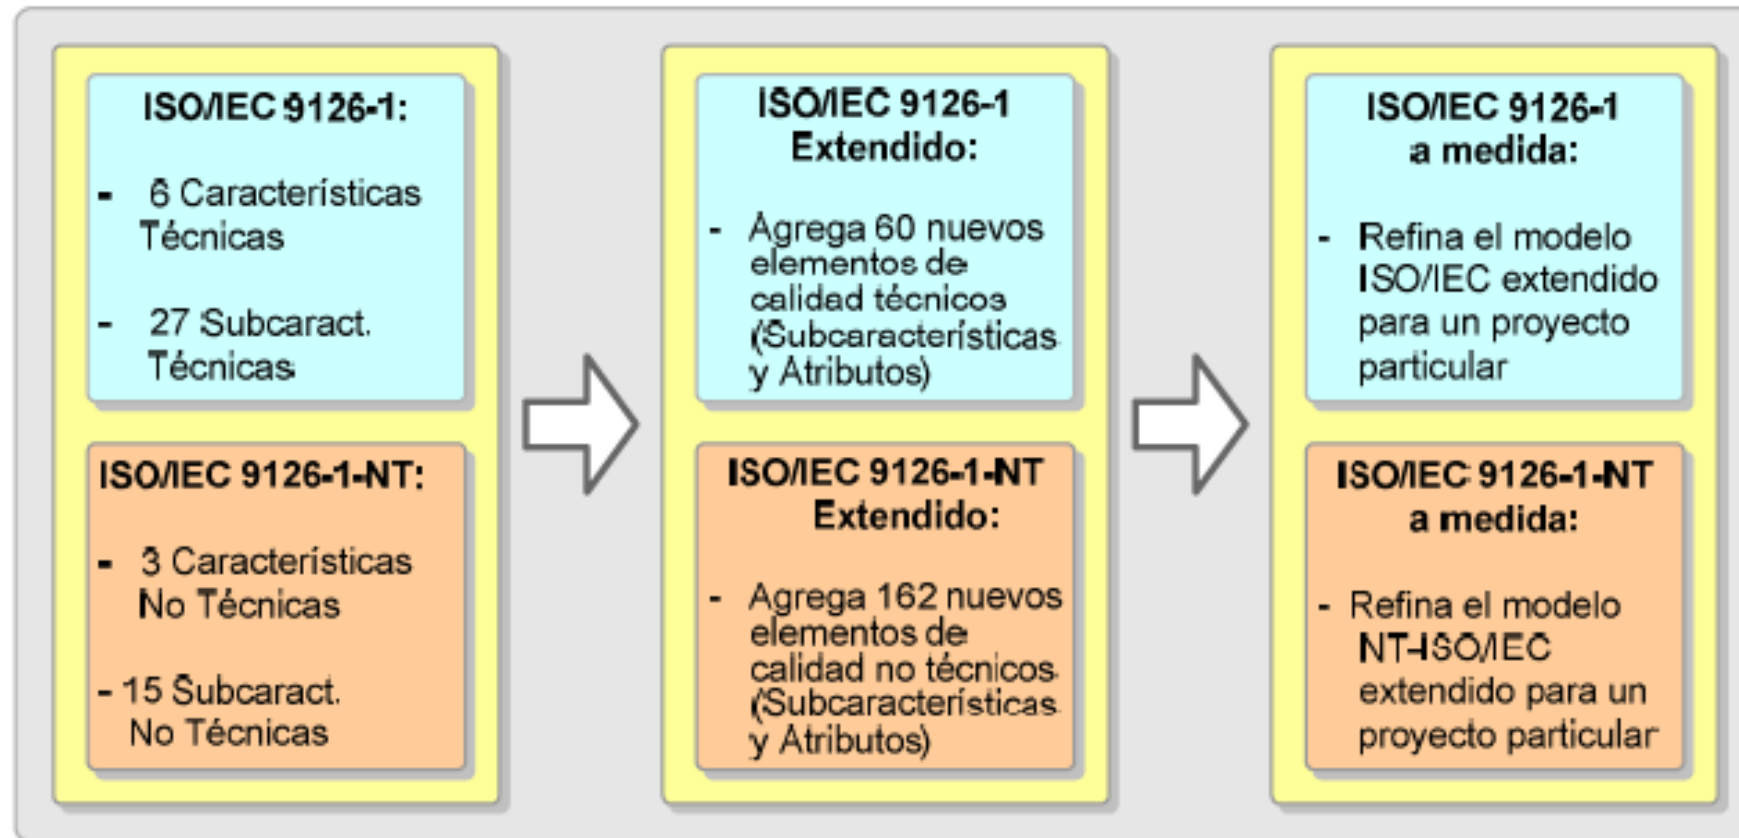 ISO/IEC 9126-1:
- 6 Características
Técnicas
- 27 Subcaract.
Técnicas
ISO/IEC 9126-1-NT:
- 3 Características
No Técnicas
- 15 Subcaract.
No Técnicas
ISO/IEC 9126-1
Extendido:
- Agrega 60 nuevos
elementos de
calidad técnicos
(Subcaracterísticas
y Atributos)
ISO/IEC 9126-1-NT
Extendido:
- Agrega 162 nuevos
elementos de
calidad no técnicos
(Subcaracterísticas
y Atributos)
ISO/IEC 9126-1
a medida:
- Refina el modelo
ISO/IEC extendido
para un proyecto
particular
ISO/IEC 9126-1-NT
a medida:
- Refina el modelo
NT-ISO/IEC
extendido para un
proyecto particular